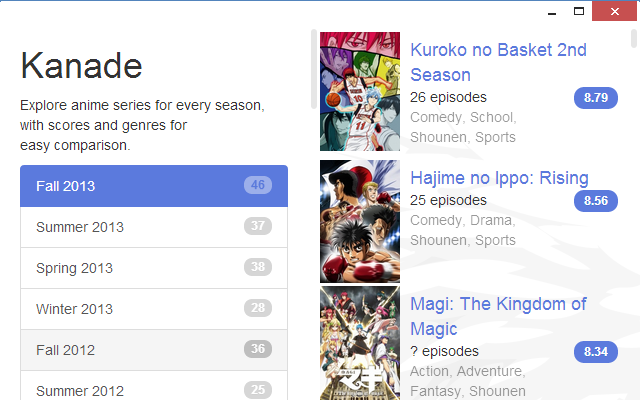 Kanade
Explore anime series for every season,
with scores and genres for
easy comparison.
Fall 2013 46
Summer 2013 37
Spring 2013 38
Winter 2013 28
Fall 2012 36
Summer 2012 25
Kuroko no Basket 2nd
Season
26 episodes 8.79
Comedy, School,
Shounen, Sports
Hajime no Ippo: Rising
25 episodes 8.56
Comedy, Drama,
Shounen, Sports
Magi: The Kingdom of
Magic
? episodes 8.34
Action, Adventure,
Fantasy, Shounen
マギ